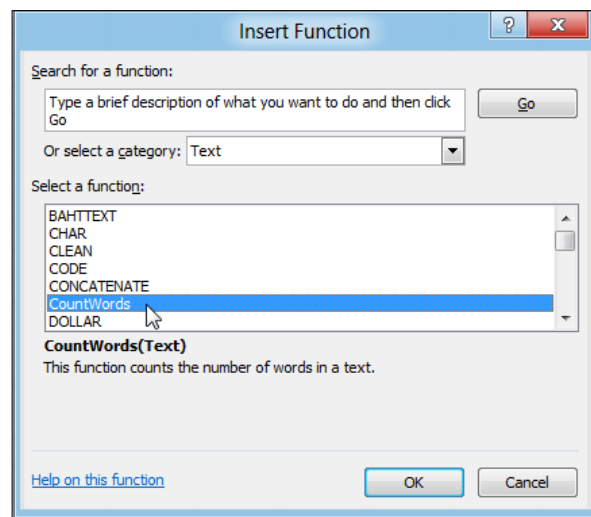 Insert Function
?
x
Search for a function:
Type a brief description of what you want to do and then click
Go
Go
Or select a category: Text
Select a function:
BAHTTEXT
CHAR
CLEAN
CODE
CONCATENATE
CountWords
DOLLAR
CountWords(Text)
This function counts the number of words in a text.
Help on this function
OK
Cancel